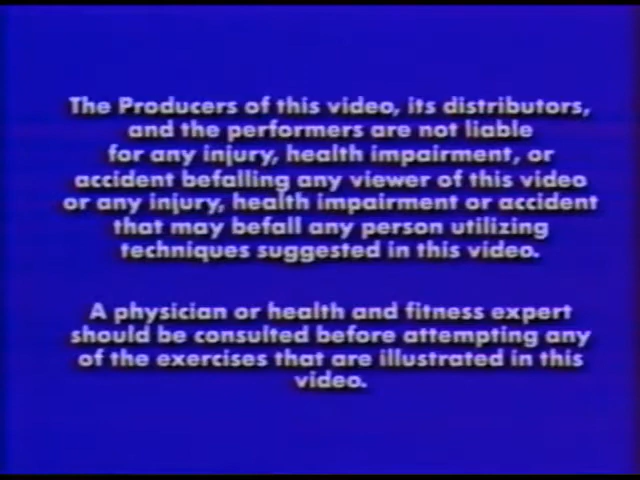 The Producers of this video, its distributors,
and the performers are not liable
for any injury, health impairment, or
accident befalling any viewer of this video
or any injury, health impairment or accident
that may befall any person utilizing
techniques suggested in this video.
A physician or health and fitness expert
should be consulted before attempting any
of the exercises that are illustrated in this
video.